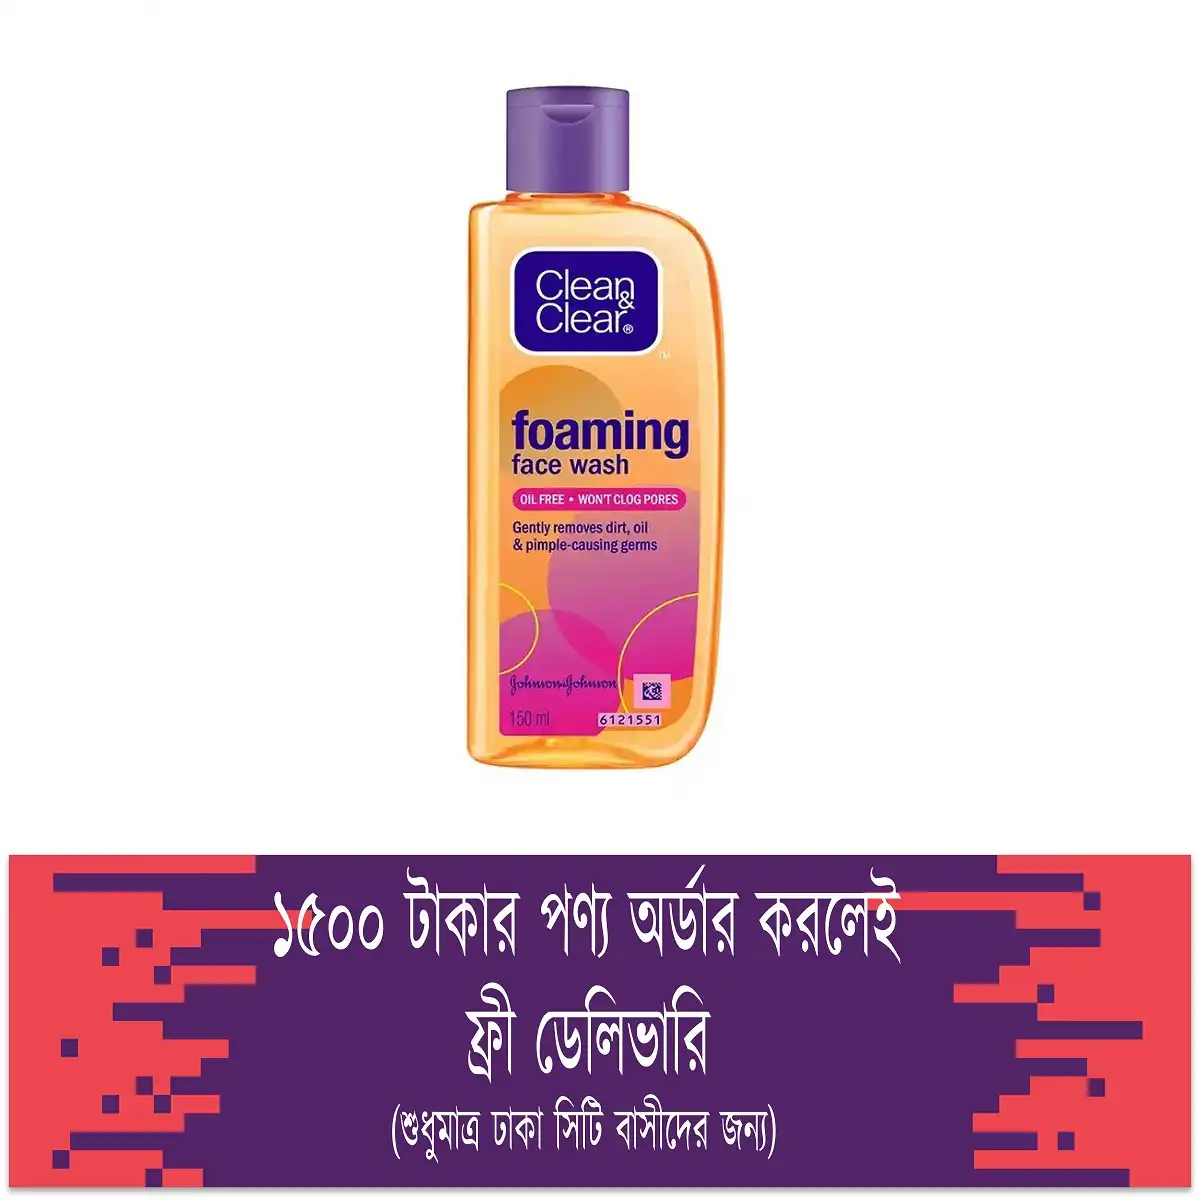 Clean
&
Clear®
TM
foaming
face wash
OIL FREE • WON'T CLOG PORES
Gently removes dirt, oil
& pimple-causing germs
Johnson&Johnson
150 ml
6121551
১৫০০ টাকার পণ্য অর্ডার করলেই
ফ্রী ডেলিভারি
(শুধুমাত্র ঢাকা সিটি বাসীদের জন্য)